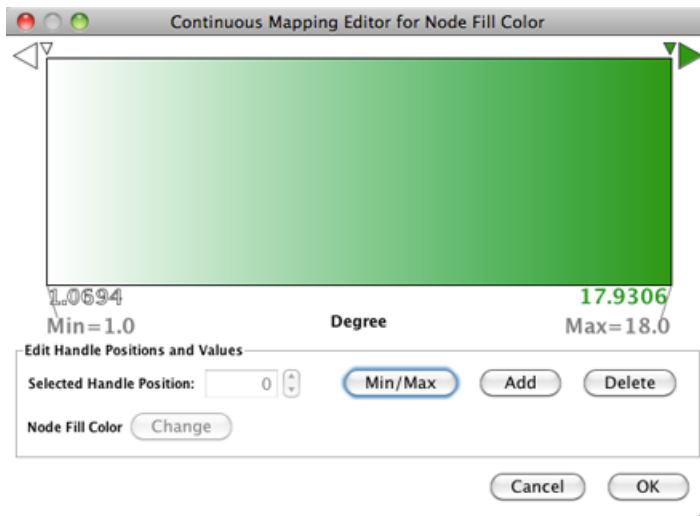 Continuous Mapping Editor for Node Fill Color
1.0694 17.9306
Min=1.0 Degree Max=18.0
Edit Handle Positions and Values
Selected Handle Position: 0 Min/Max Add Delete
Node Fill Color Change
Cancel OK